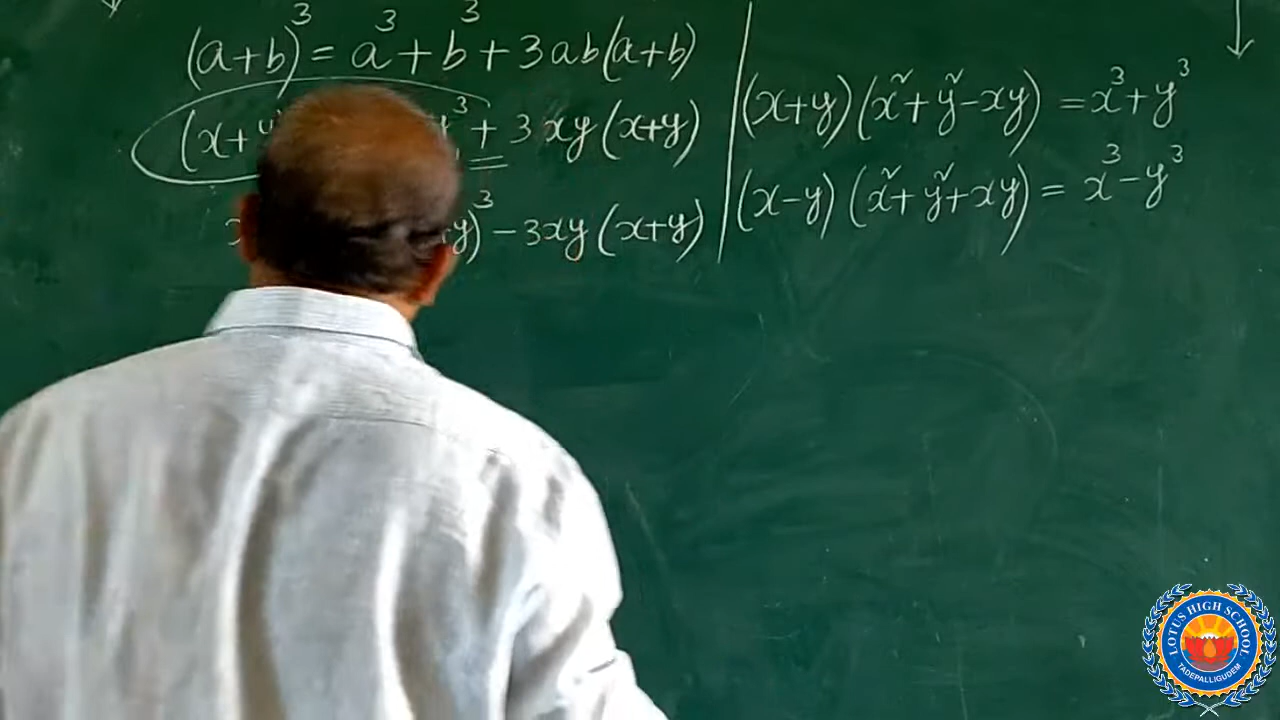 (a+b)³ = a³ + b³ + 3ab(a+b)
(x+y y³ + 3xy(x+y)
x y)³ - 3xy(x+y)
(x+y)(x²+y²-xy) = x³+y³
(x-y)(x²+y²+xy) = x³-y³
LOTUS HIGH SCHOOL
TADEPALLIGUDEM